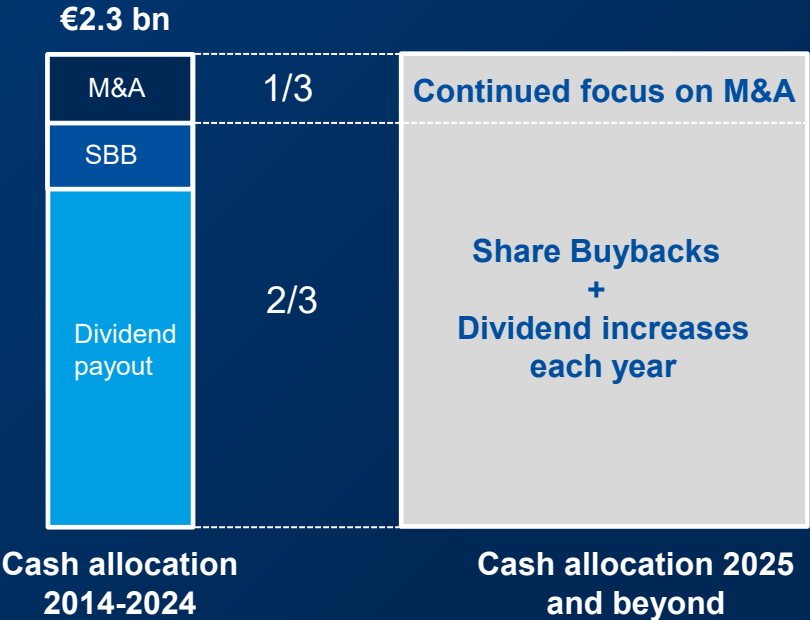 €2.3 bn
M&A
1/3
Continued focus on M&A
SBB
Dividend
payout
2/3
Share Buybacks
+
Dividend increases
each year
Cash allocation
2014-2024
Cash allocation 2025
and beyond